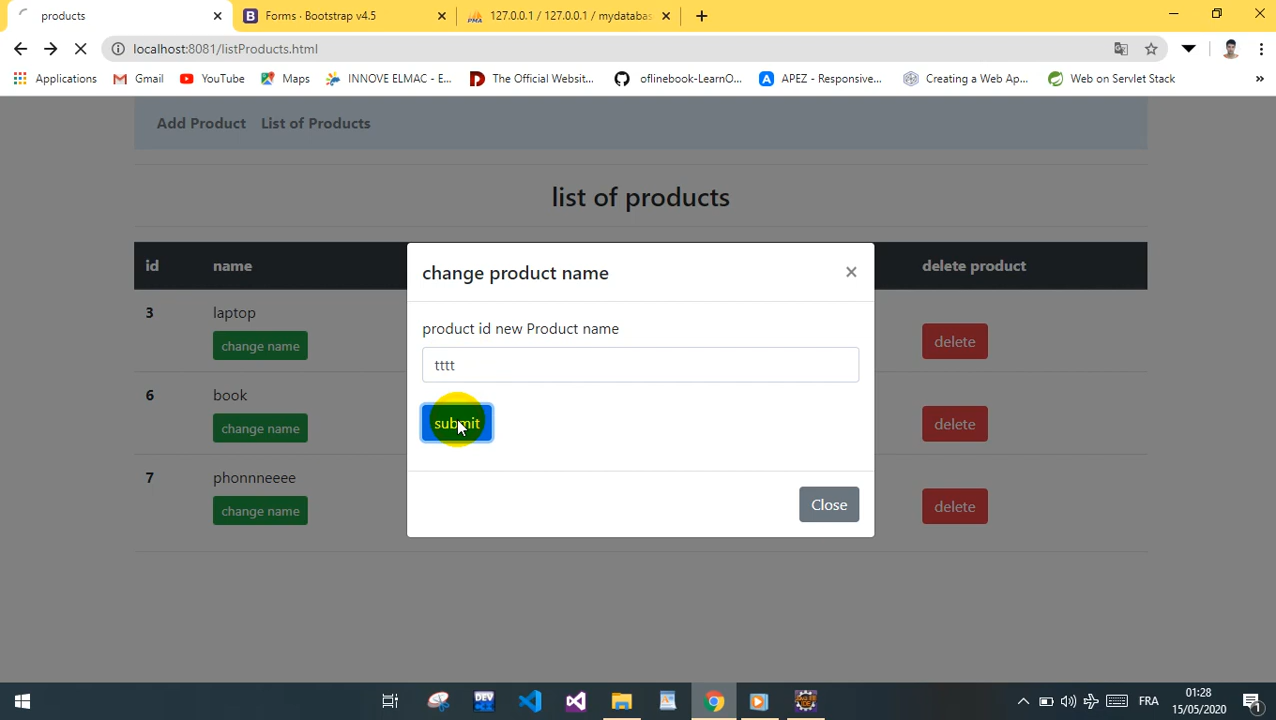 products
Forms · Bootstrap v4.5
127.0.0.1 / 127.0.0.1 / mydatabas
localhost:8081/listProducts.html
Applications
Gmail
YouTube
Maps
INNOVE ELMAC - E...
The Official Websit...
oflinebook-LearnO...
APEZ - Responsive...
Creating a Web Ap...
Web on Servlet Stack
»
Add Product List of Products
list of products
id name delete product
change product name ×
3 laptop
change name
delete
product id new Product name
tttt
6 book
change name
delete
submit
7 phonnneeee
change name
delete
Close
FRA
01:28
15/05/2020
1